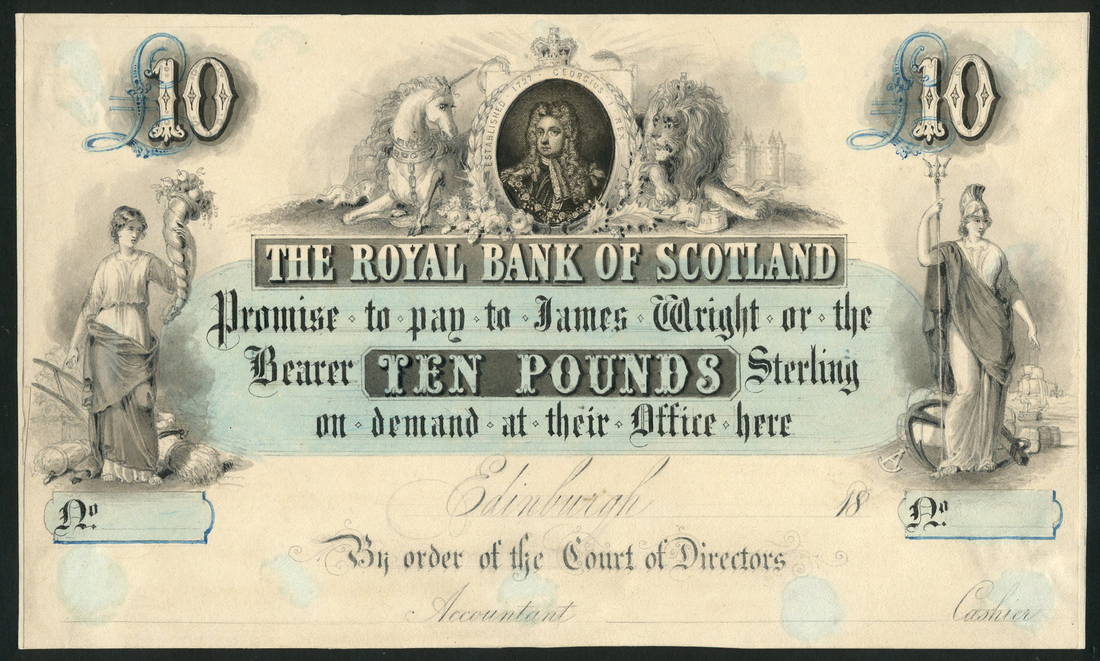 £10
£10
ESTABLISHED 1727 GEORGIUS I REX
THE ROYAL BANK OF SCOTLAND
Promise to pay to James Wright or the
Bearer TEN POUNDS Sterling
on demand at their Office here
Edinburgh 18
No.
No.
By order of the Court of Directors
Accountant
Cashier